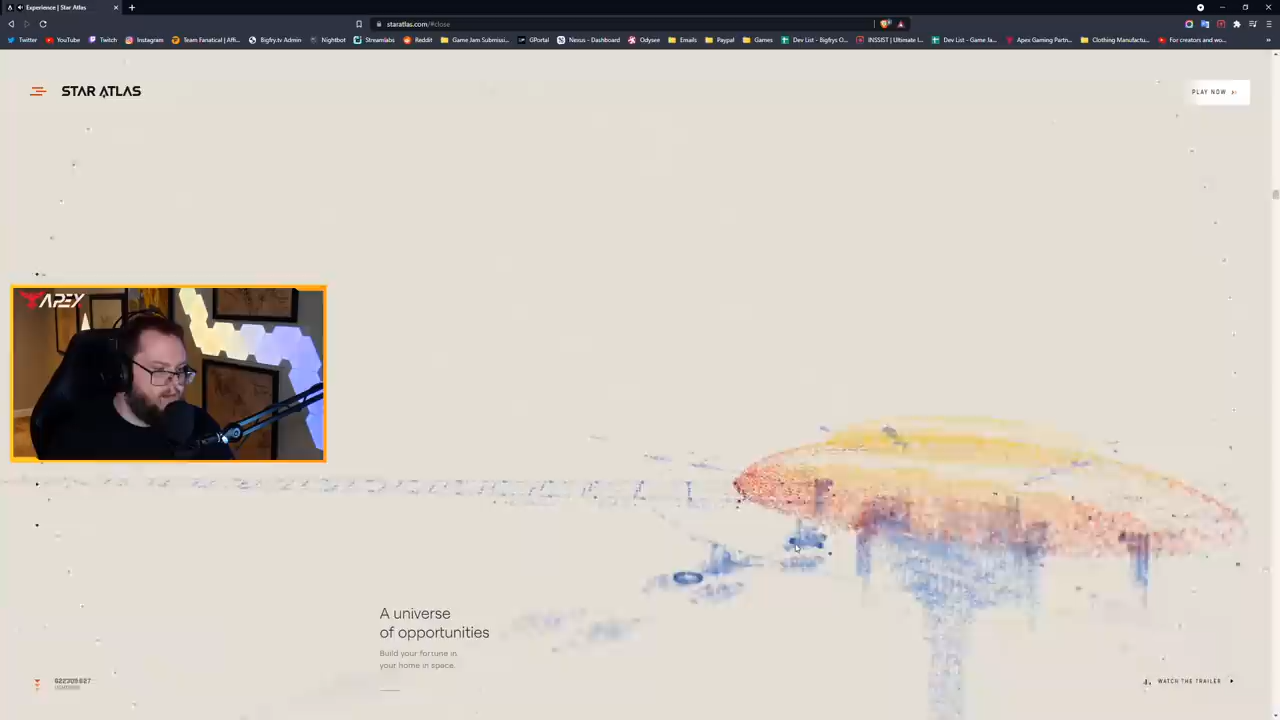 Experience | Star Atlas
staratlas.com/#close
Twitter
YouTube
Twitch
Instagram
Team Fanatical | Affi...
Bigfry.tv Admin
Nightbot
Streamlabs
Reddit
Game Jam Submissi...
GPortal
Nexus - Dashboard
Odysee
Emails
Paypal
Games
Dev List - Bigfrys O...
INSSIST | Ultimate I...
Dev List - Game Ja...
Apex Gaming Partn...
Clothing Manufactu...
For creators and wo...
STAR ATLAS
PLAY NOW
APEX
A universe
of opportunities
Build your fortune in
your home in space.
WATCH THE TRAILER